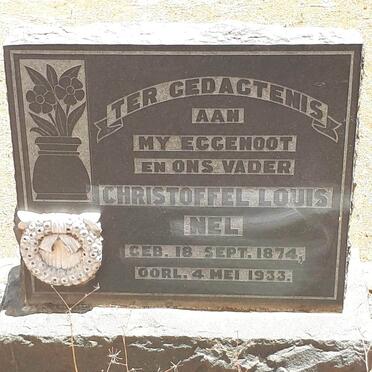 TER GEDAGTENIS
AAN
MY EGGENOOT
EN ONS VADER
CHRISTOFFEL LOUIS
NEL
GEB. 18 SEPT. 1874,
OORL. 4 MEI 1933.